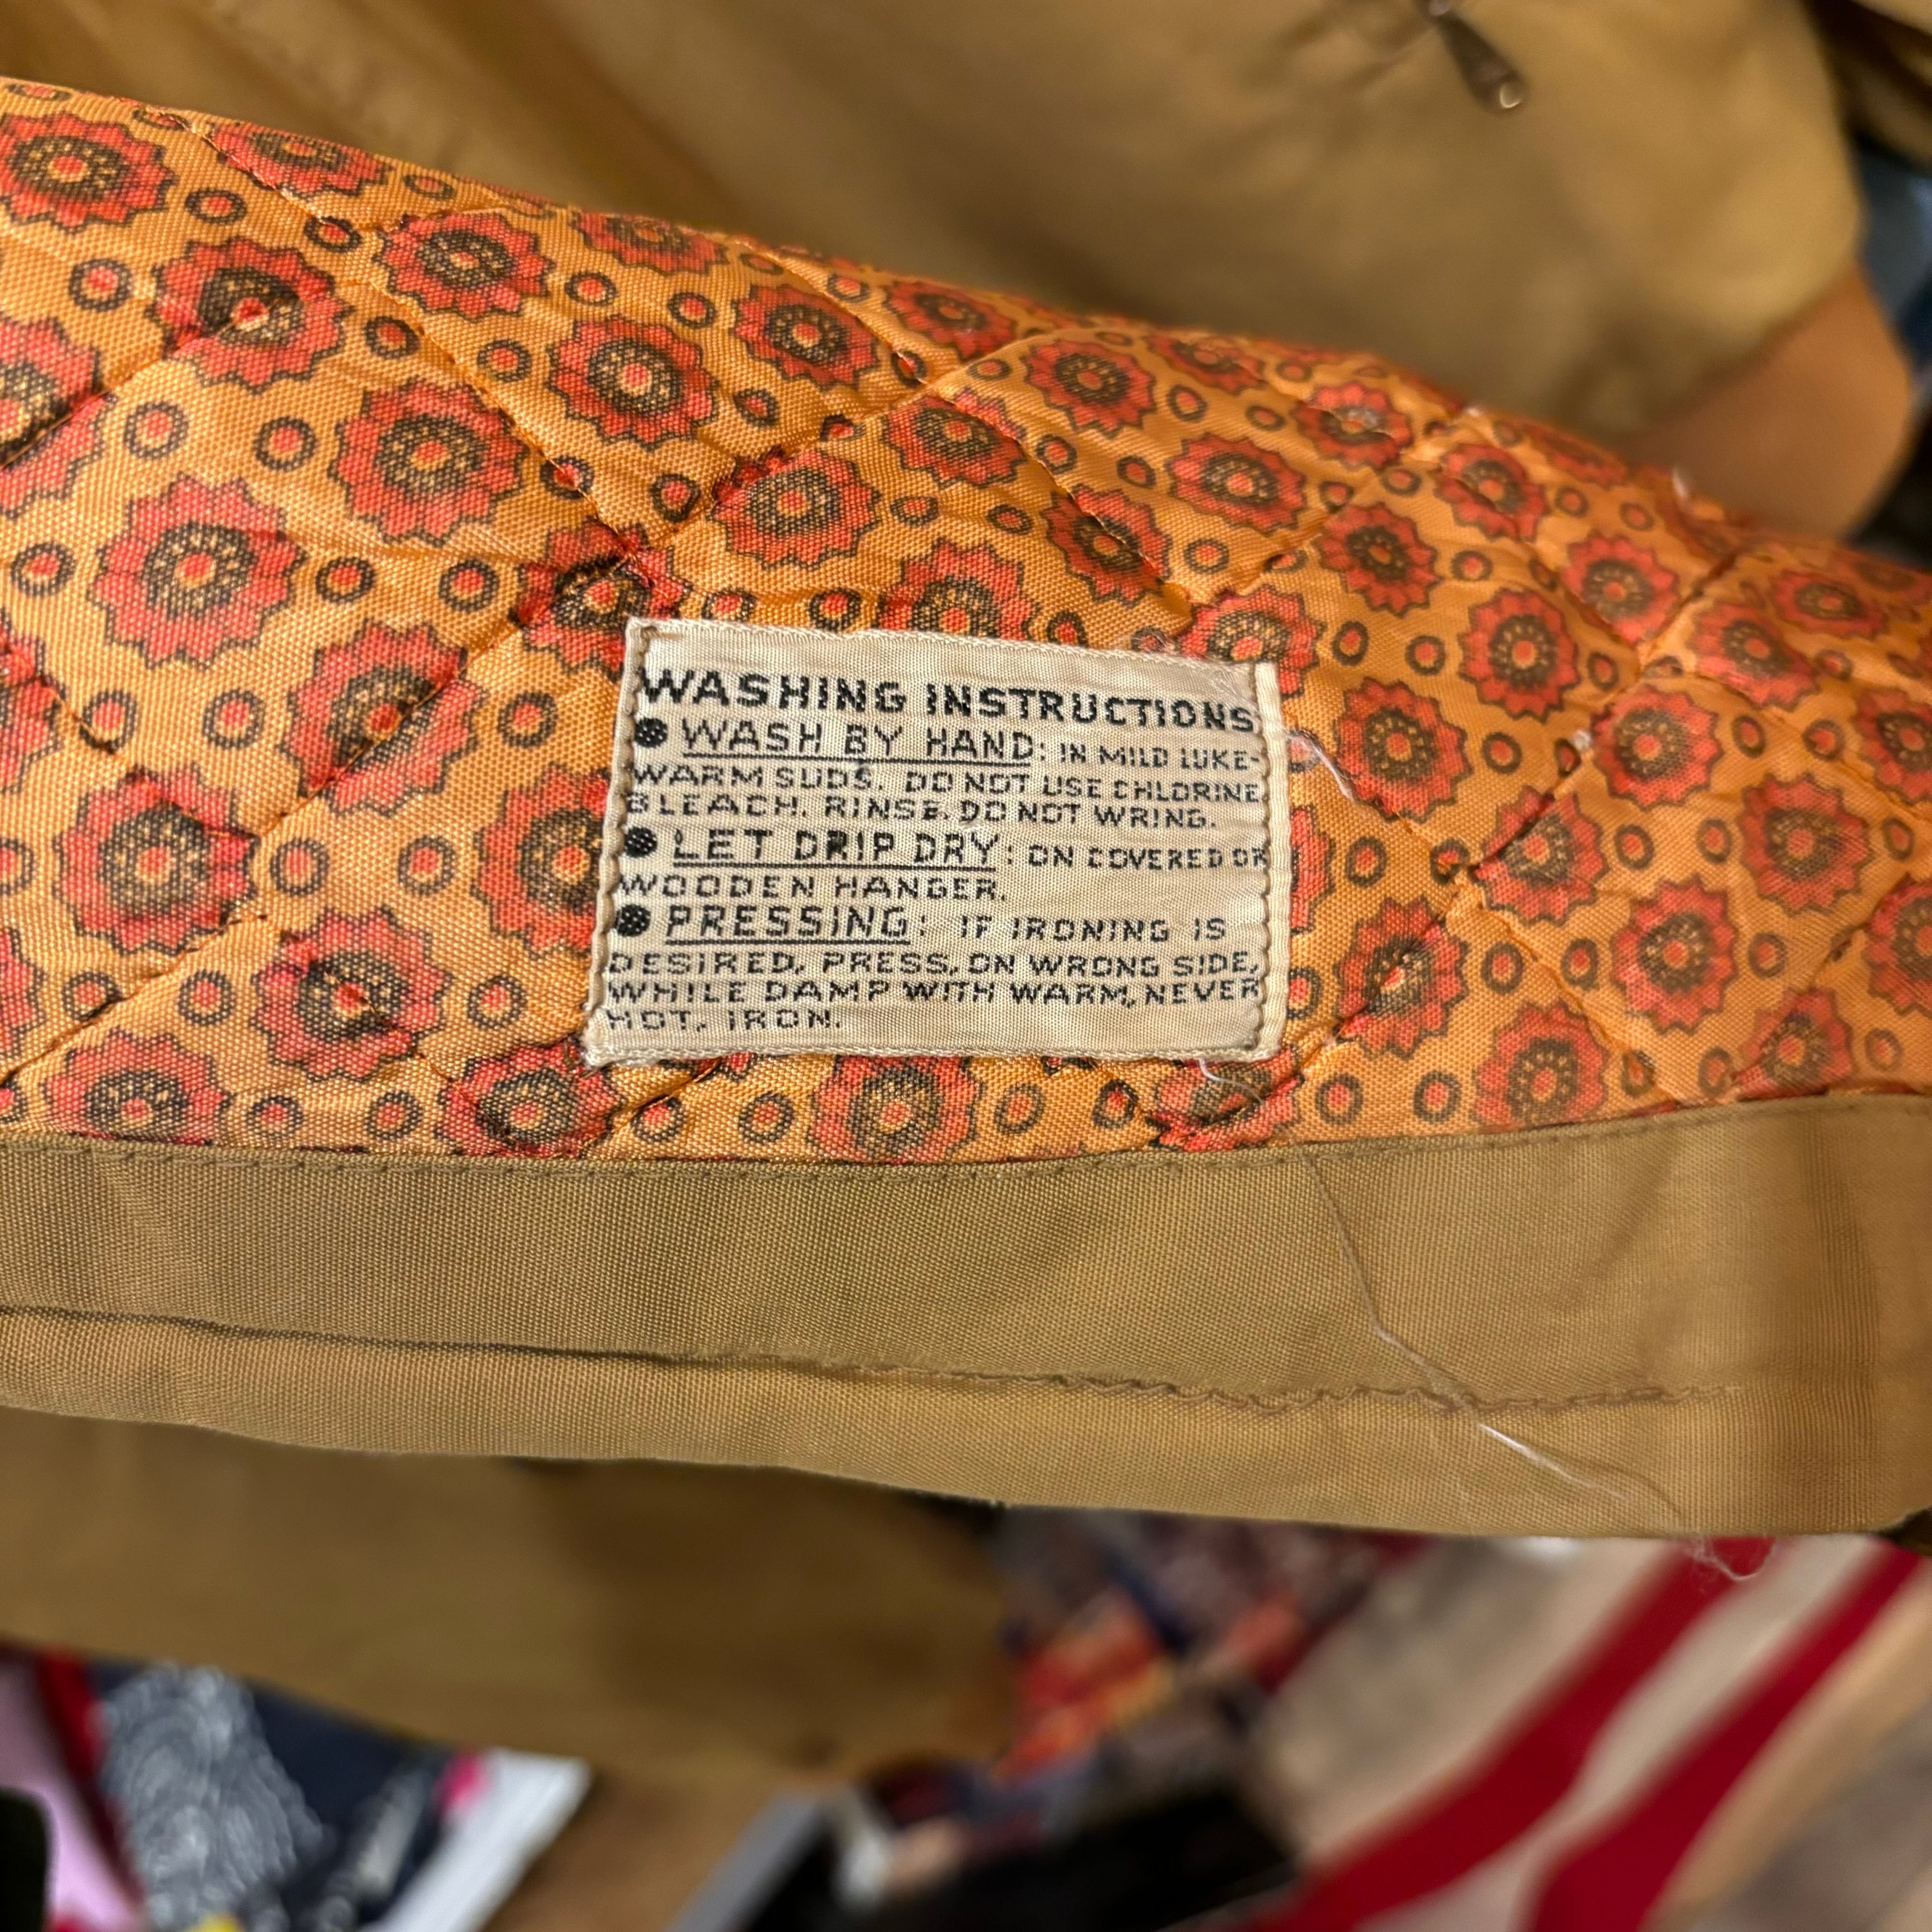 WASHING INSTRUCTIONS
● WASH BY HAND: IN MILD LUKE-
WARM SUDS. DO NOT USE CHLORINE
BLEACH. RINSE. DO NOT WRING.
● LET DRIP DRY: ON COVERED OR
WOODEN HANGER.
● PRESSING: IF IRONING IS
DESIRED, PRESS, ON WRONG SIDE,
WHILE DAMP WITH WARM, NEVER
HOT, IRON.